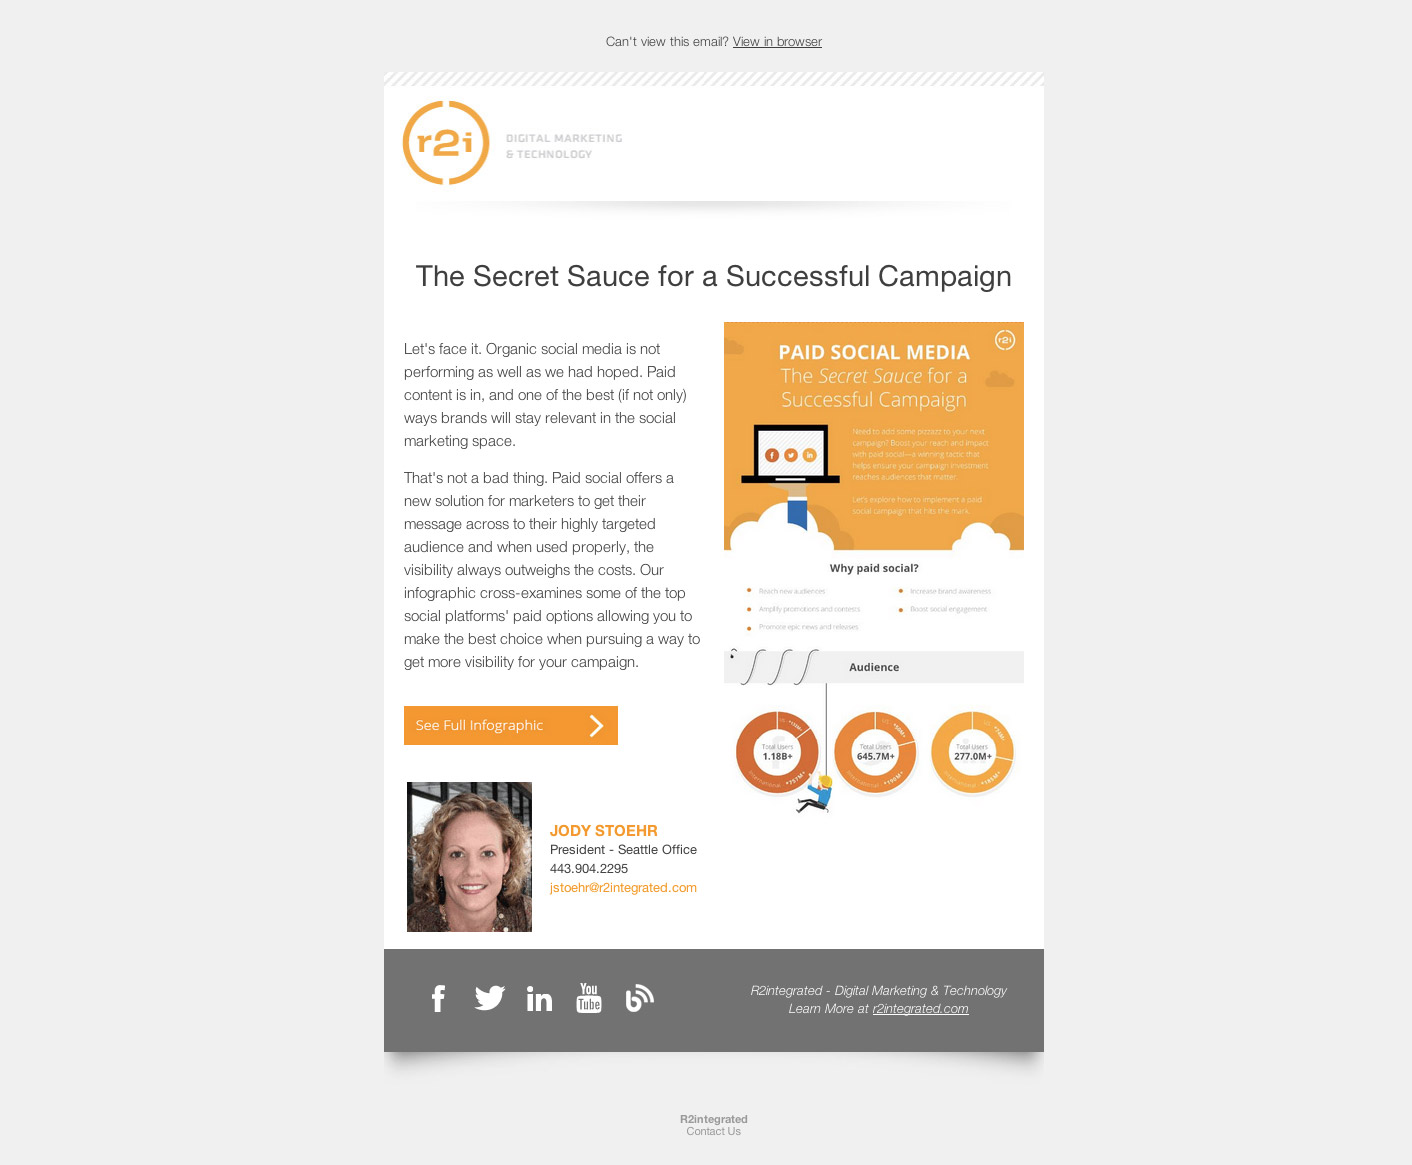 Can't view this email? View in browser
r2i
DIGITAL MARKETING
& TECHNOLOGY
The Secret Sauce for a Successful Campaign
Let's face it. Organic social media is not
performing as well as we had hoped. Paid
content is in, and one of the best (if not only)
ways brands will stay relevant in the social
marketing space.
That's not a bad thing. Paid social offers a
new solution for marketers to get their
message across to their highly targeted
audience and when used properly, the
visibility always outweighs the costs. Our
infographic cross-examines some of the top
social platforms' paid options allowing you to
make the best choice when pursuing a way to
get more visibility for your campaign.
See Full Infographic
r2i
PAID SOCIAL MEDIA
The Secret Sauce for a
Successful Campaign
Need to add some pizzazz to your next
campaign? Boost your reach and impact
with paid social—a winning tactic that
helps ensure your campaign investment
reaches audiences that matter.
Let's explore how to implement a paid
social campaign that hits the mark.
Why paid social?
Reach new audiences
Amplify promotions and contests
Promote epic news and releases
Increase brand awareness
Boost social engagement
Audience
Total Users
1.18B+
Total Users
645.7M+
Total Users
277.0M+
JODY STOEHR
President - Seattle Office
443.904.2295
jstoehr@r2integrated.com
You
Tube
R2integrated - Digital Marketing & Technology
Learn More at r2integrated.com
R2integrated
Contact Us